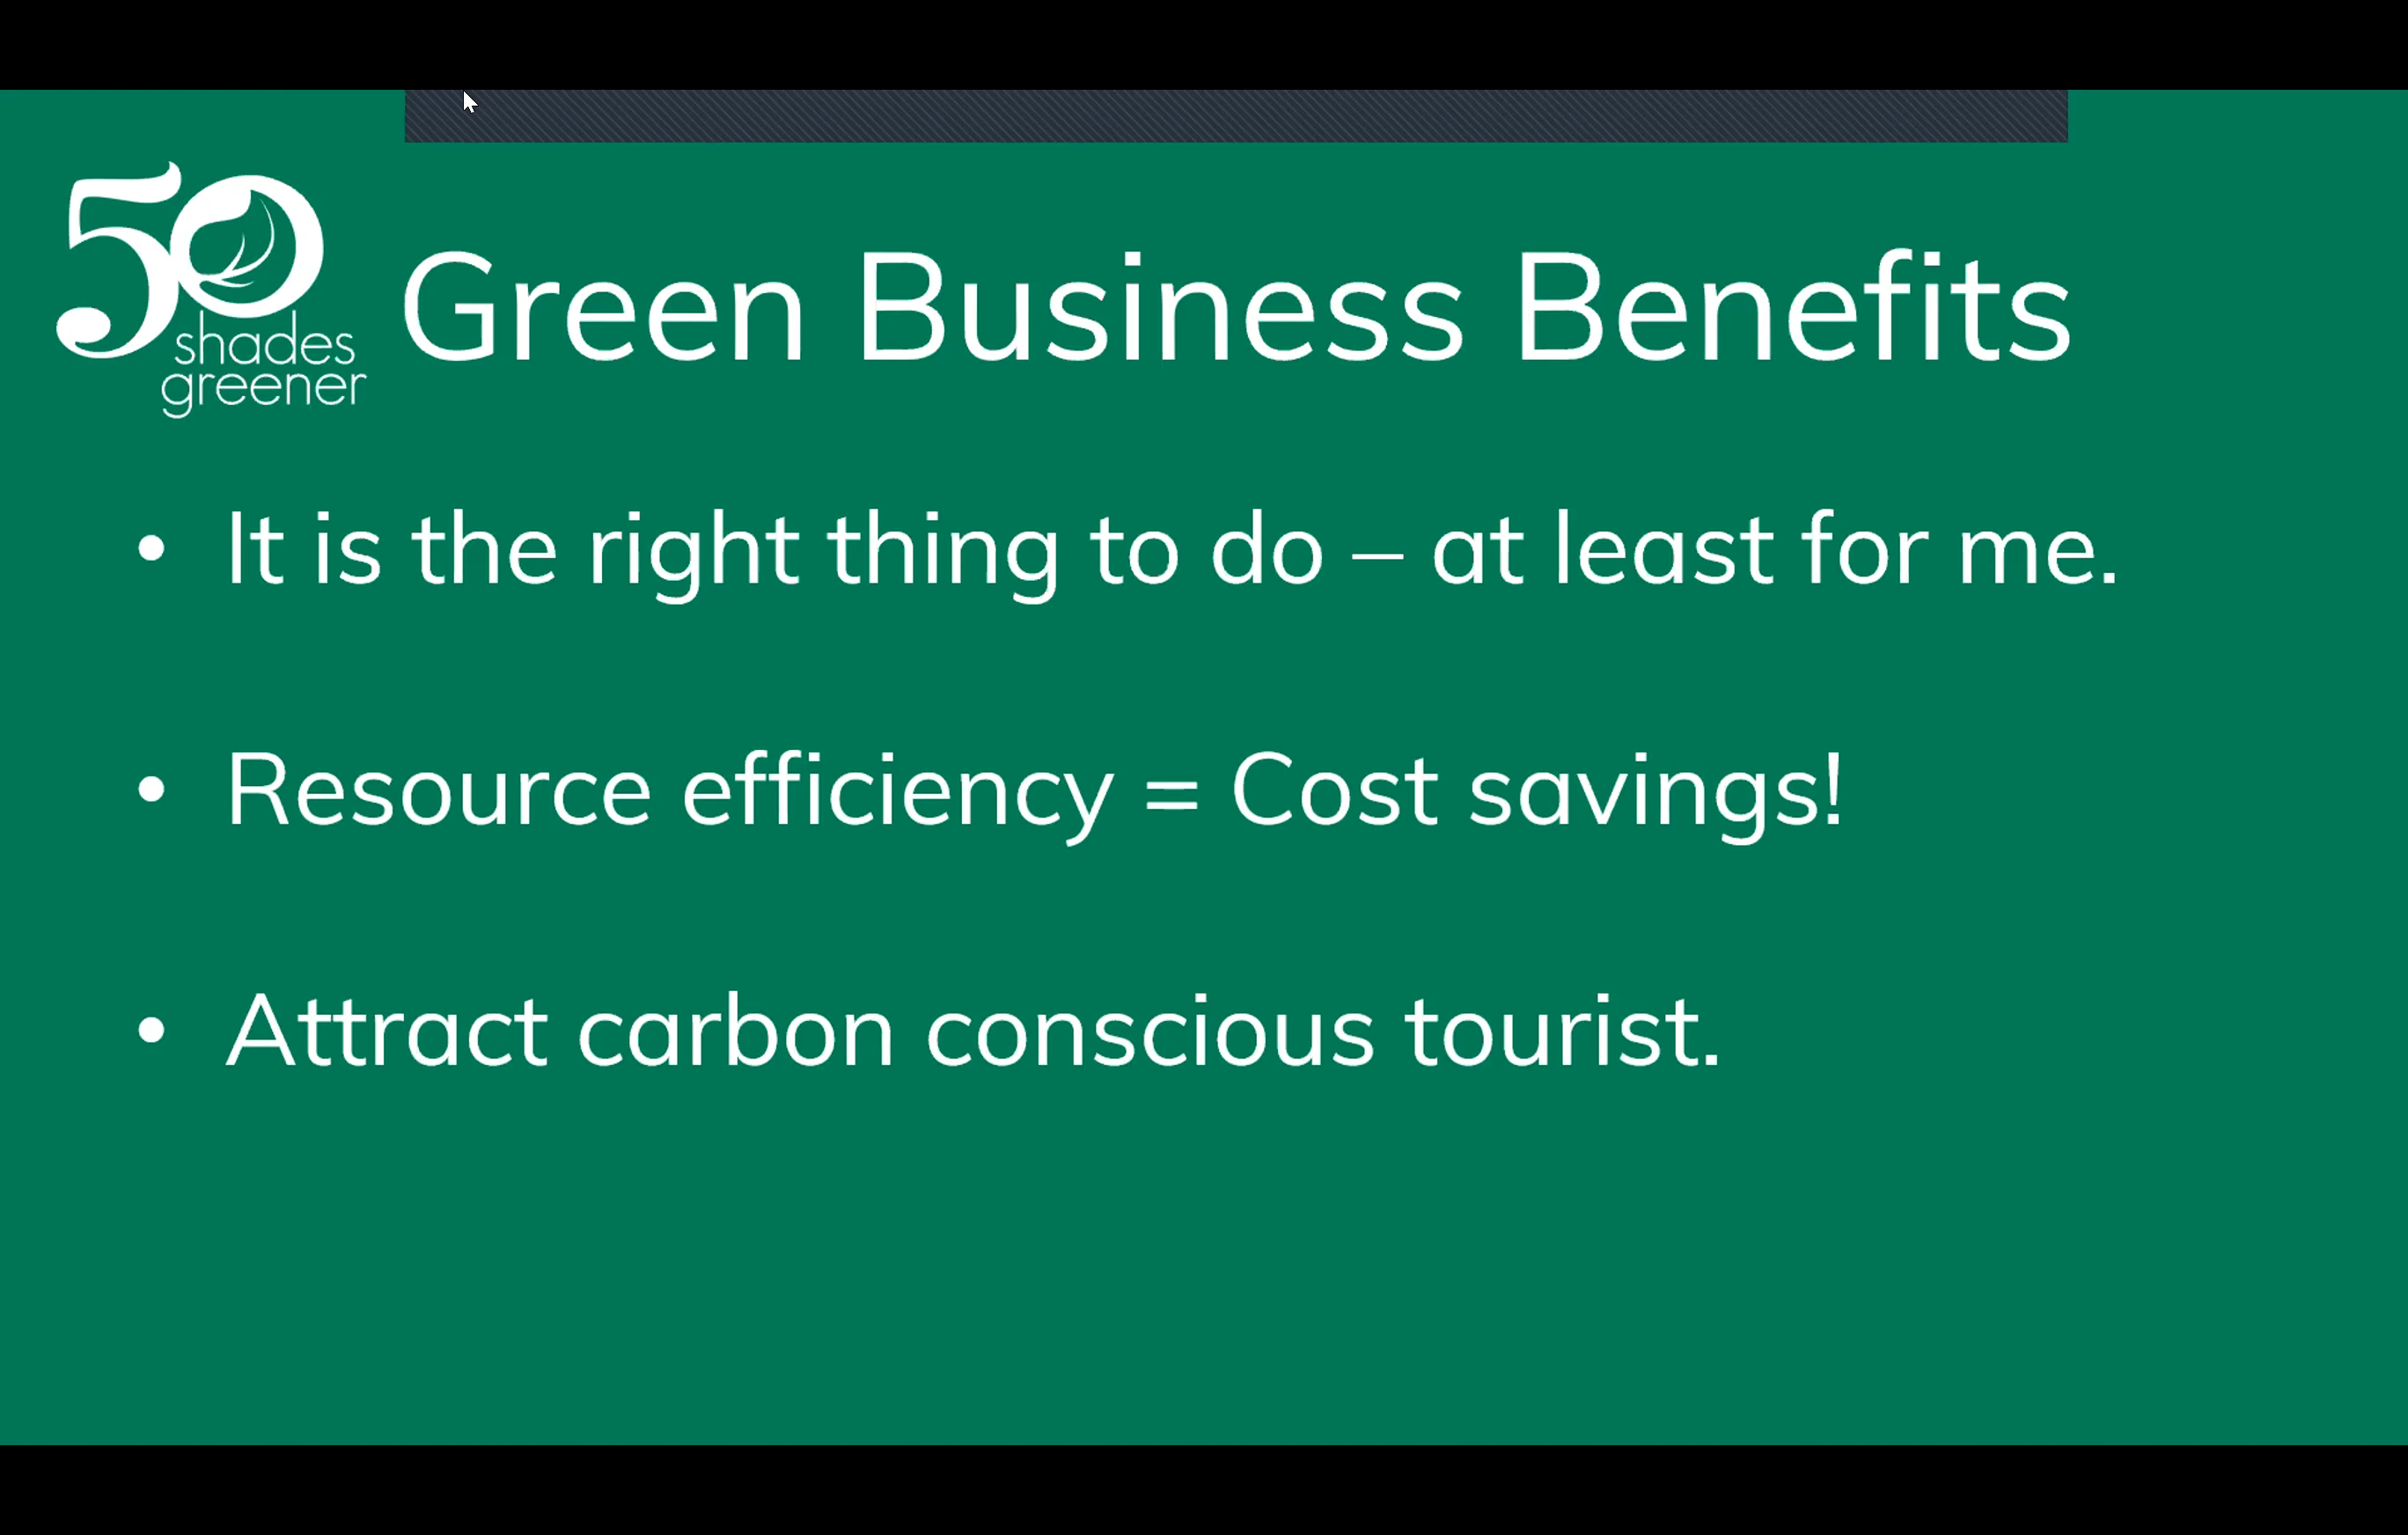 50
shades
greener
Green Business Benefits
• It is the right thing to do – at least for me.
• Resource efficiency = Cost savings!
• Attract carbon conscious tourist.